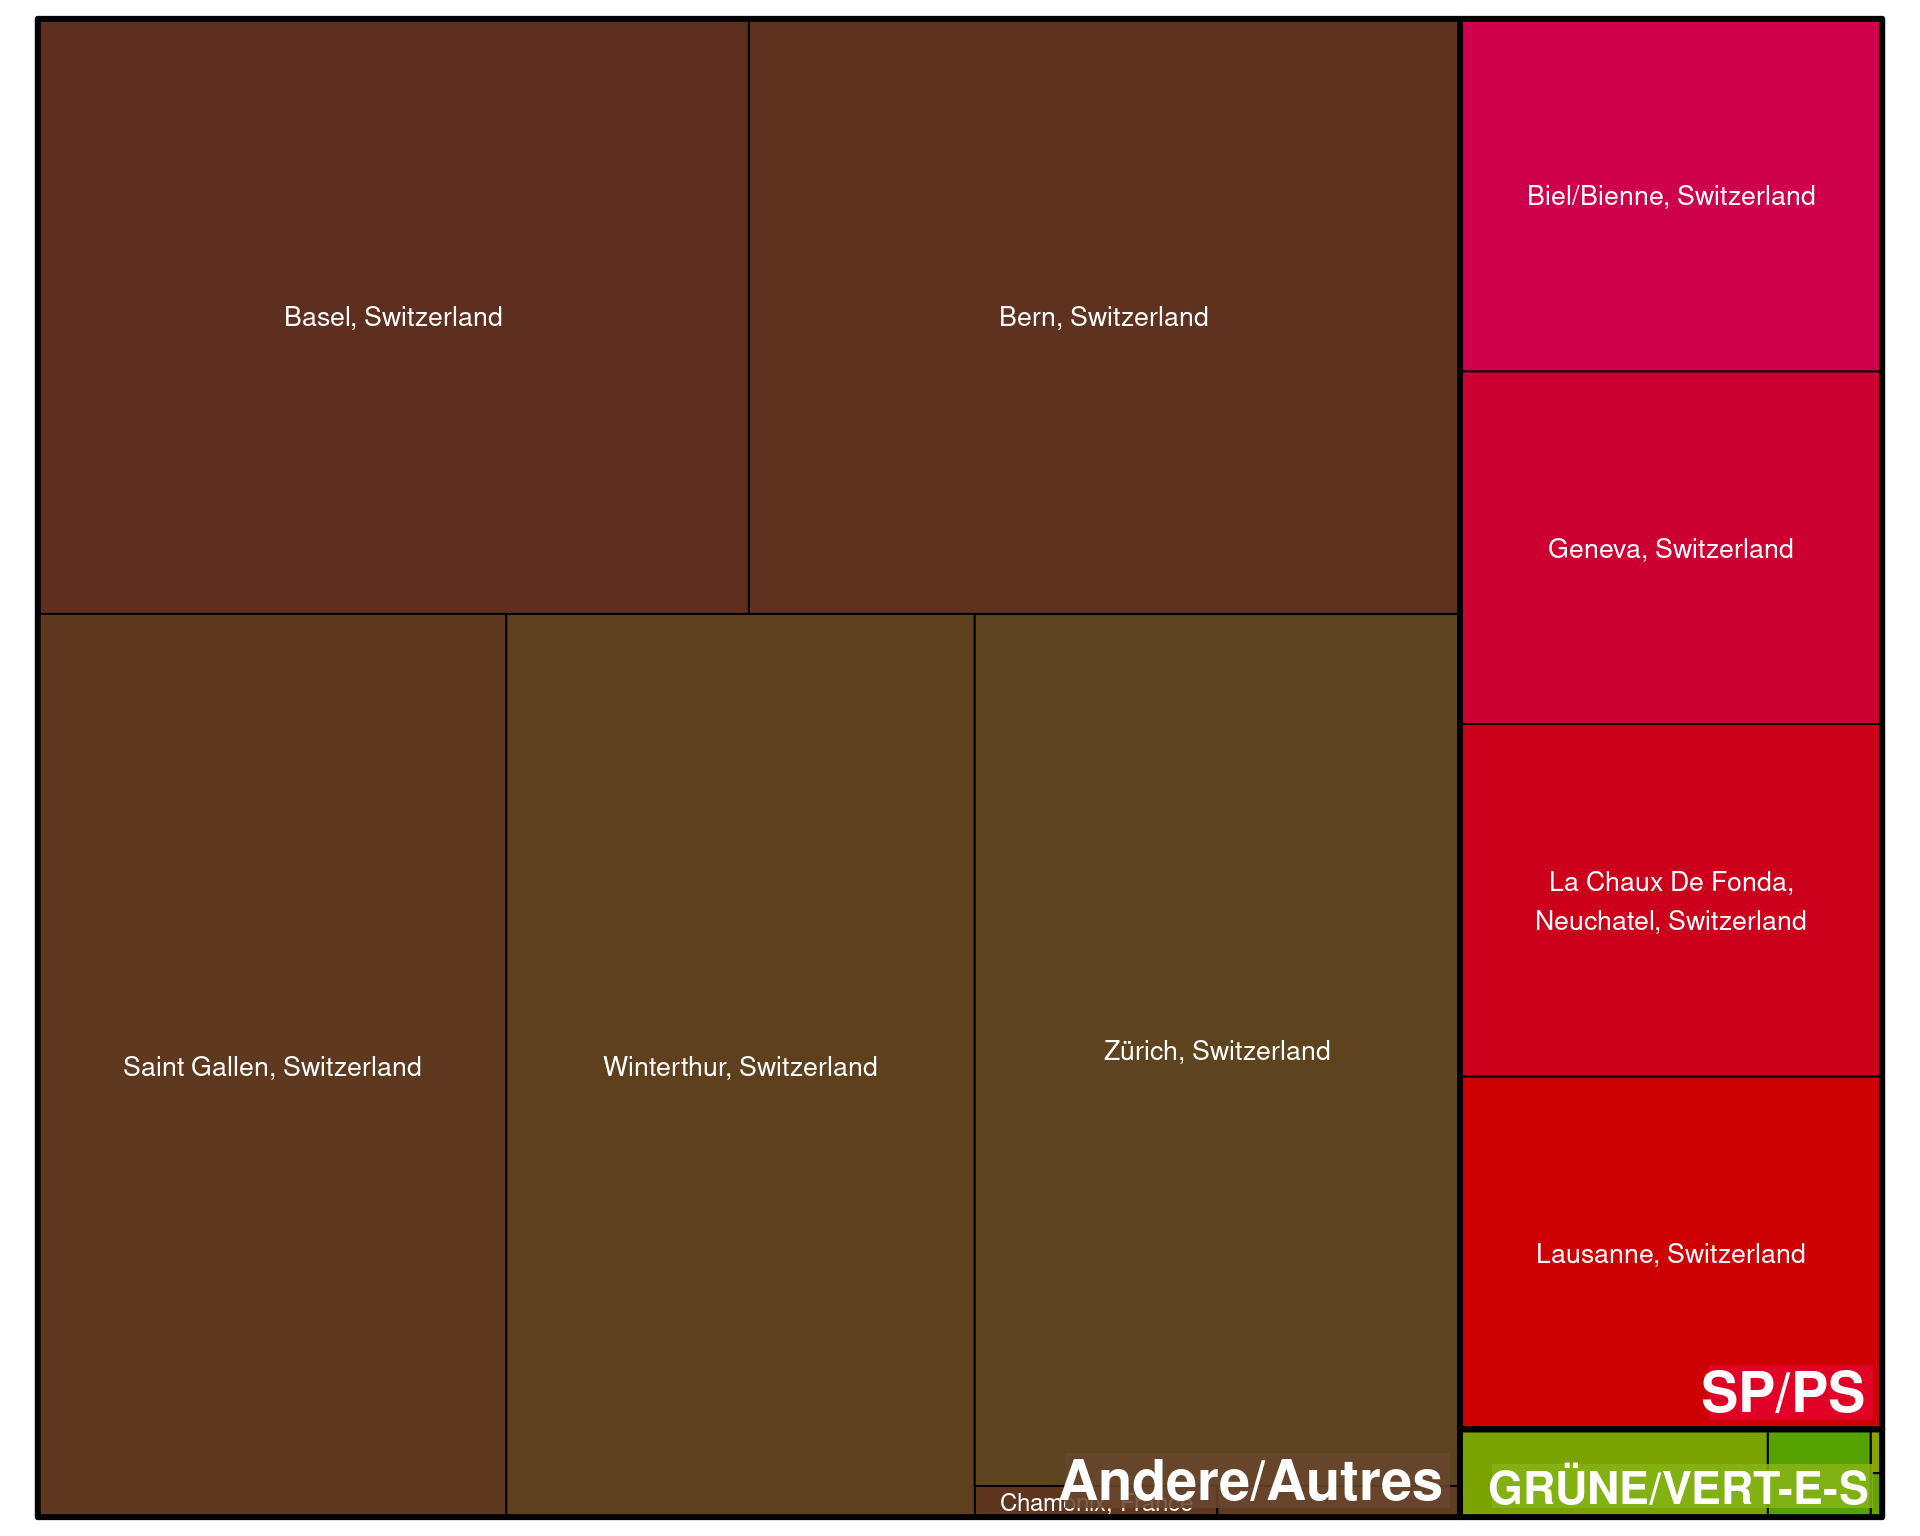 Basel, Switzerland
Bern, Switzerland
Biel/Bienne, Switzerland
Geneva, Switzerland
La Chaux De Fonda,
Neuchatel, Switzerland
Saint Gallen, Switzerland
Winterthur, Switzerland
Zürich, Switzerland
Lausanne, Switzerland
SP/PS
Andere/Autres
Chamonix, France
GRÜNE/VERT-E-S